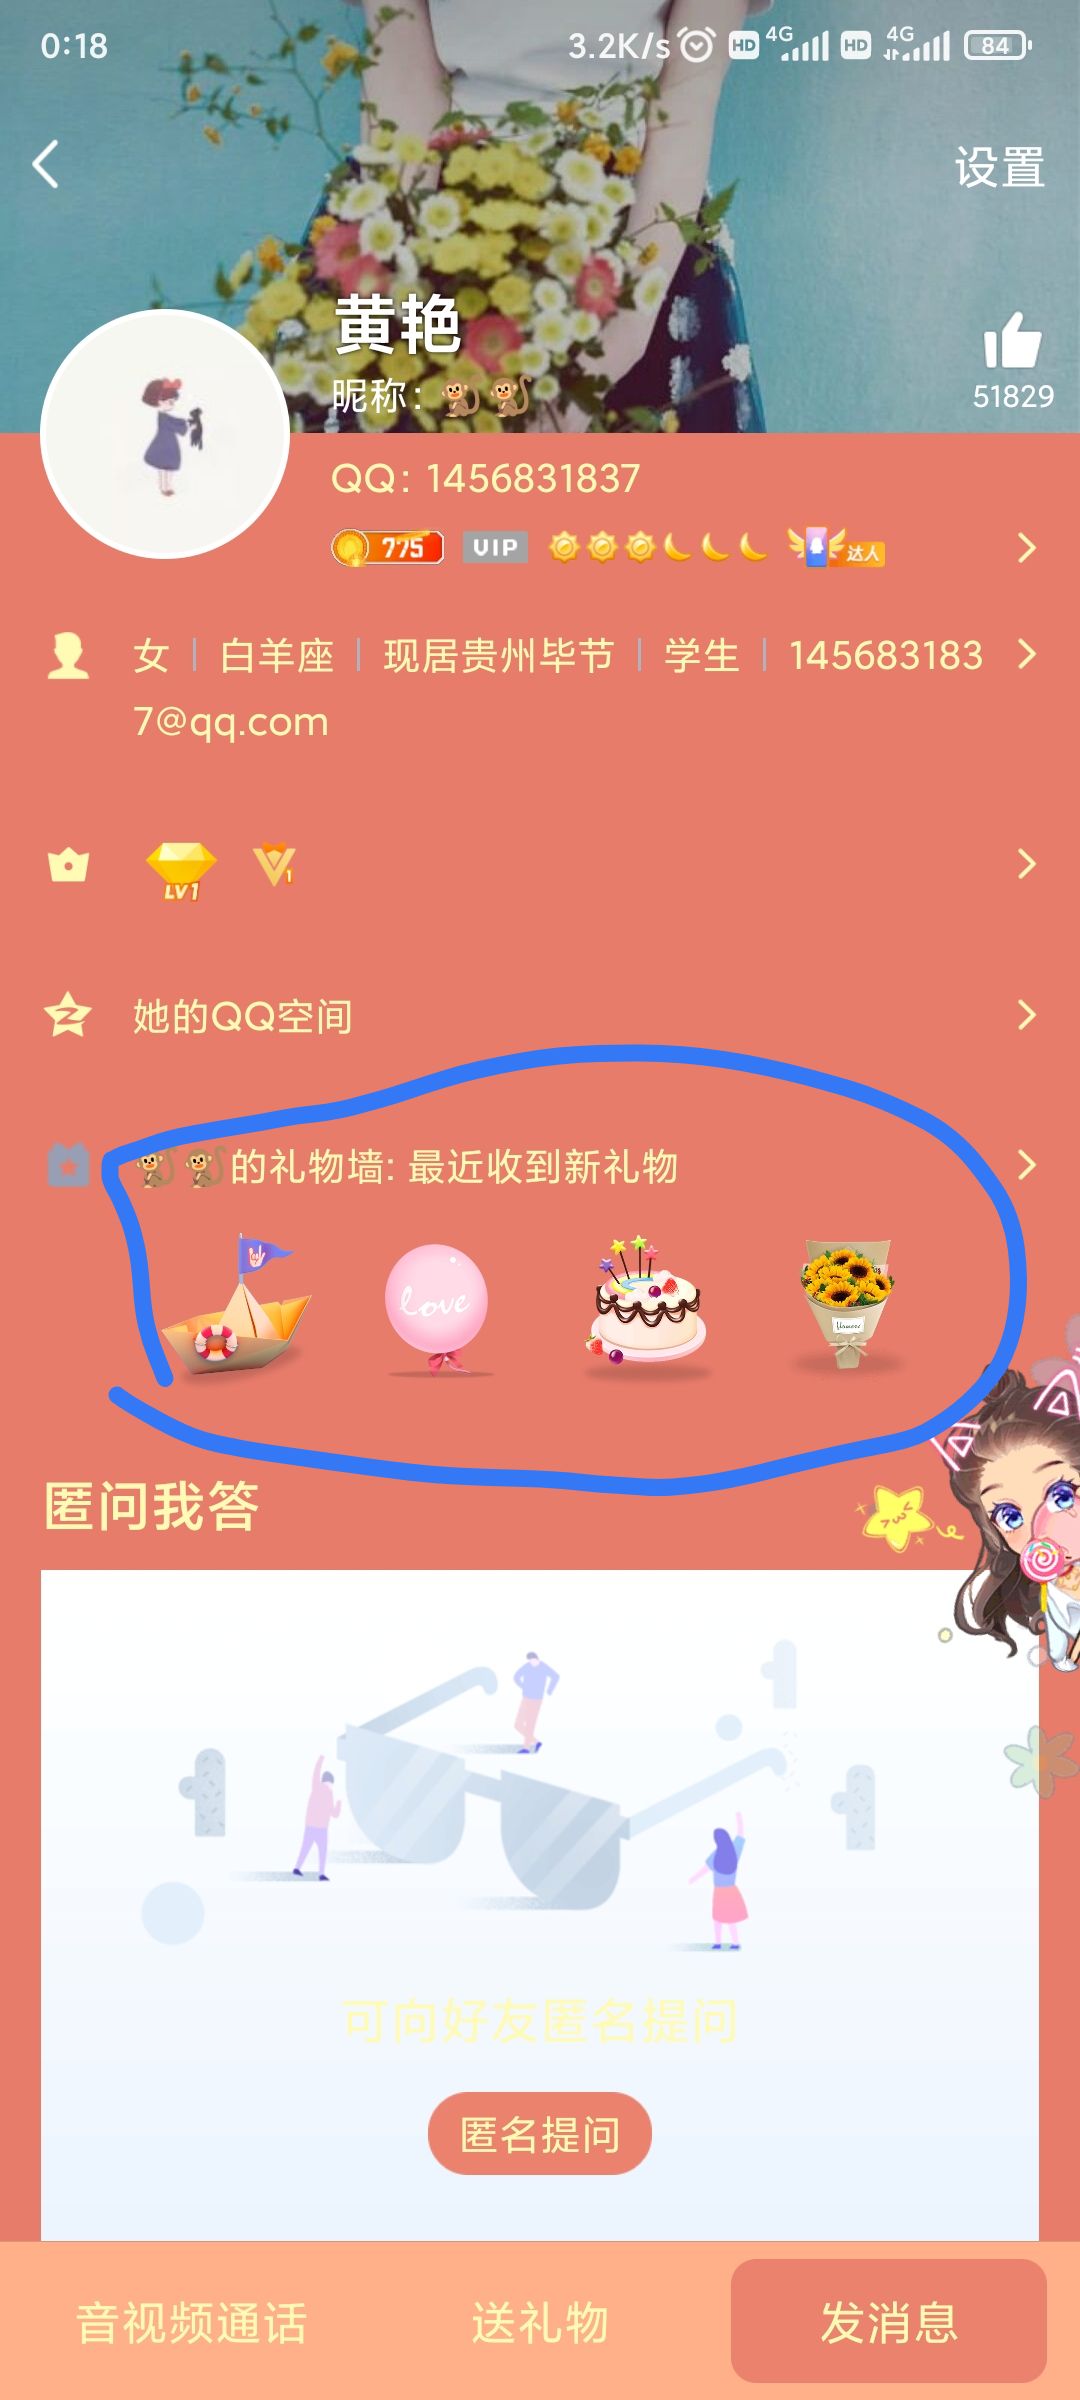 0:18 3.2K/s HD 4G HD 4G 84
设置
黄艳
昵称：🐒🐒
51829
QQ：1456831837
775 VIP 达人
女 | 白羊座 | 现居贵州毕节 | 学生 | 145683183
7@qq.com
LV1 1
她的QQ空间
🐒🐒的礼物墙: 最近收到新礼物
love
匿问我答
可向好友匿名提问
匿名提问
音视频通话 送礼物 发消息